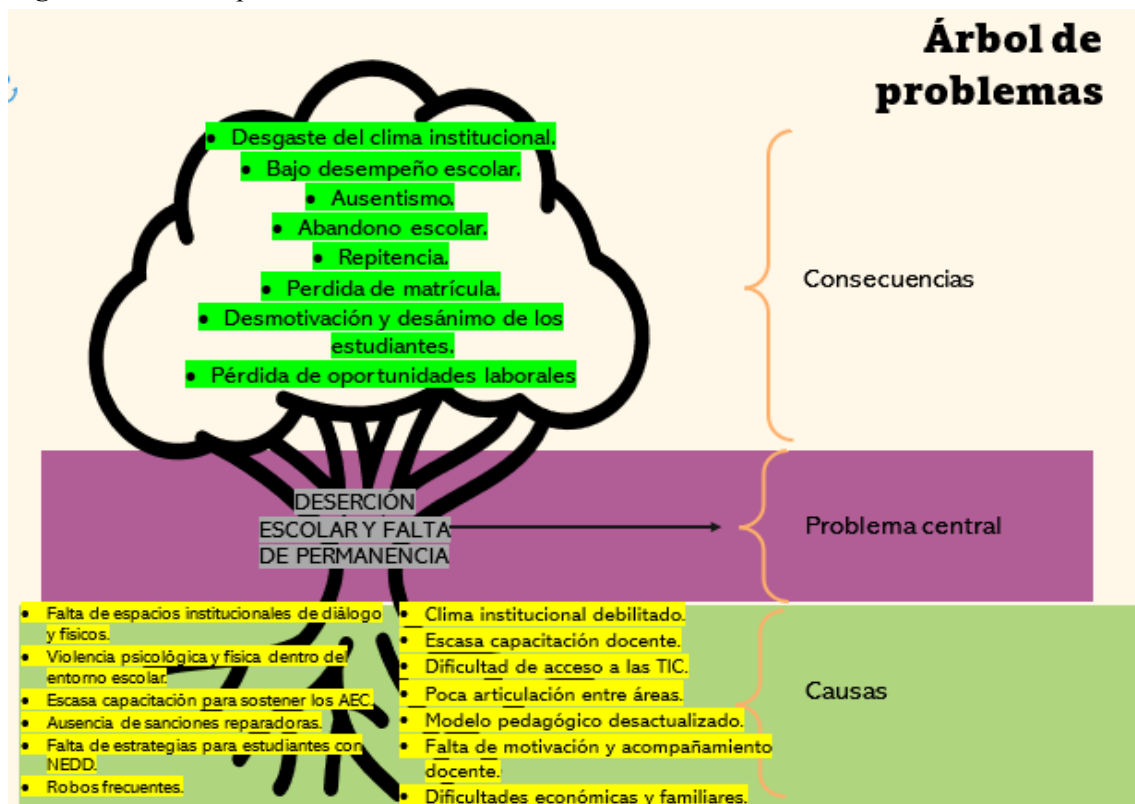 Árbol de
problemas
• Desgaste del clima institucional.
• Bajo desempeño escolar.
• Ausentismo.
• Abandono escolar.
• Repitencia.
• Perdida de matrícula.
• Desmotivación y desánimo de los
estudiantes.
• Pérdida de oportunidades laborales
Consecuencias
DESERCIÓN
ESCOLAR Y FALTA
DE PERMANENCIA
Problema central
• Falta de espacios institucionales de diálogo
y físicos.
• Violencia psicológica y física dentro del
entorno escolar.
• Escasa capacitación para sostener los AEC.
• Ausencia de sanciones reparadoras.
• Falta de estrategias para estudiantes con
NEDD.
• Robos frecuentes.
• Clima institucional debilitado.
• Escasa capacitación docente.
• Dificultad de acceso a las TIC.
• Poca articulación entre áreas.
• Modelo pedagógico desactualizado.
• Falta de motivación y acompañamiento
docente.
• Dificultades económicas y familiares.
Causas